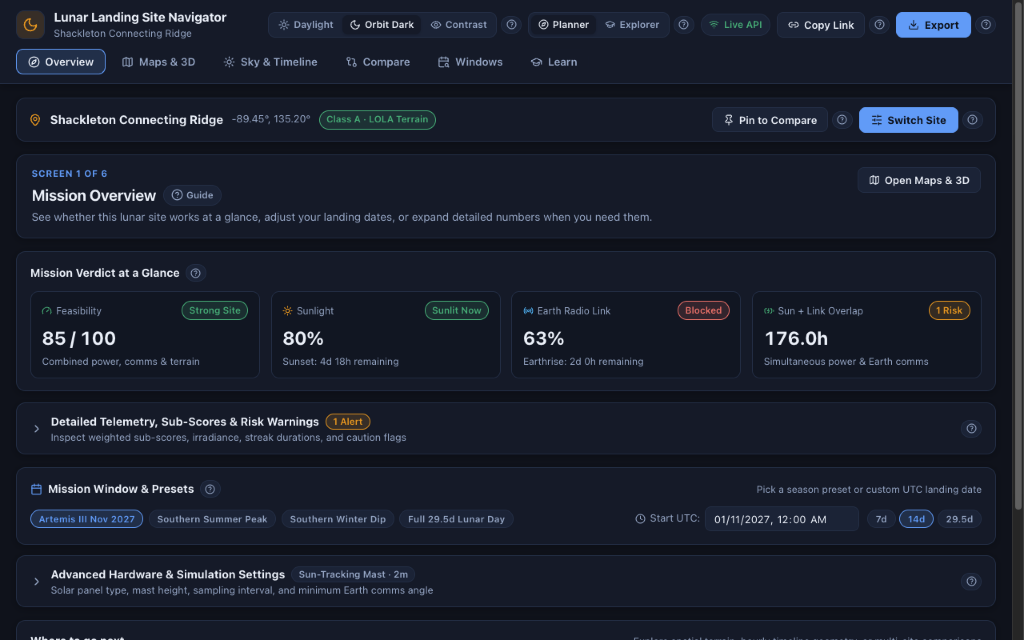 Lunar Landing Site Navigator
Shackleton Connecting Ridge
Daylight
Orbit Dark
Contrast
Planner
Explorer
Live API
Copy Link
Export
Overview
Maps & 3D
Sky & Timeline
Compare
Windows
Learn
Shackleton Connecting Ridge
-89.45°, 135.20°
Class A · LOLA Terrain
Pin to Compare
Switch Site
SCREEN 1 OF 6
Mission Overview
Guide
Open Maps & 3D
See whether this lunar site works at a glance, adjust your landing dates, or expand detailed numbers when you need them.
Mission Verdict at a Glance
Feasibility
Strong Site
85 / 100
Combined power, comms & terrain
Sunlight
Sunlit Now
80%
Sunset: 4d 18h remaining
Earth Radio Link
Blocked
63%
Earthrise: 2d 0h remaining
Sun + Link Overlap
1 Risk
176.0h
Simultaneous power & Earth comms
Detailed Telemetry, Sub-Scores & Risk Warnings
1 Alert
Inspect weighted sub-scores, irradiance, streak durations, and caution flags
Mission Window & Presets
Pick a season preset or custom UTC landing date
Artemis III Nov 2027
Southern Summer Peak
Southern Winter Dip
Full 29.5d Lunar Day
Start UTC:
01/11/2027, 12:00 AM
7d
14d
29.5d
Advanced Hardware & Simulation Settings
Sun-Tracking Mast · 2m
Solar panel type, mast height, sampling interval, and minimum Earth comms angle
Where to go next